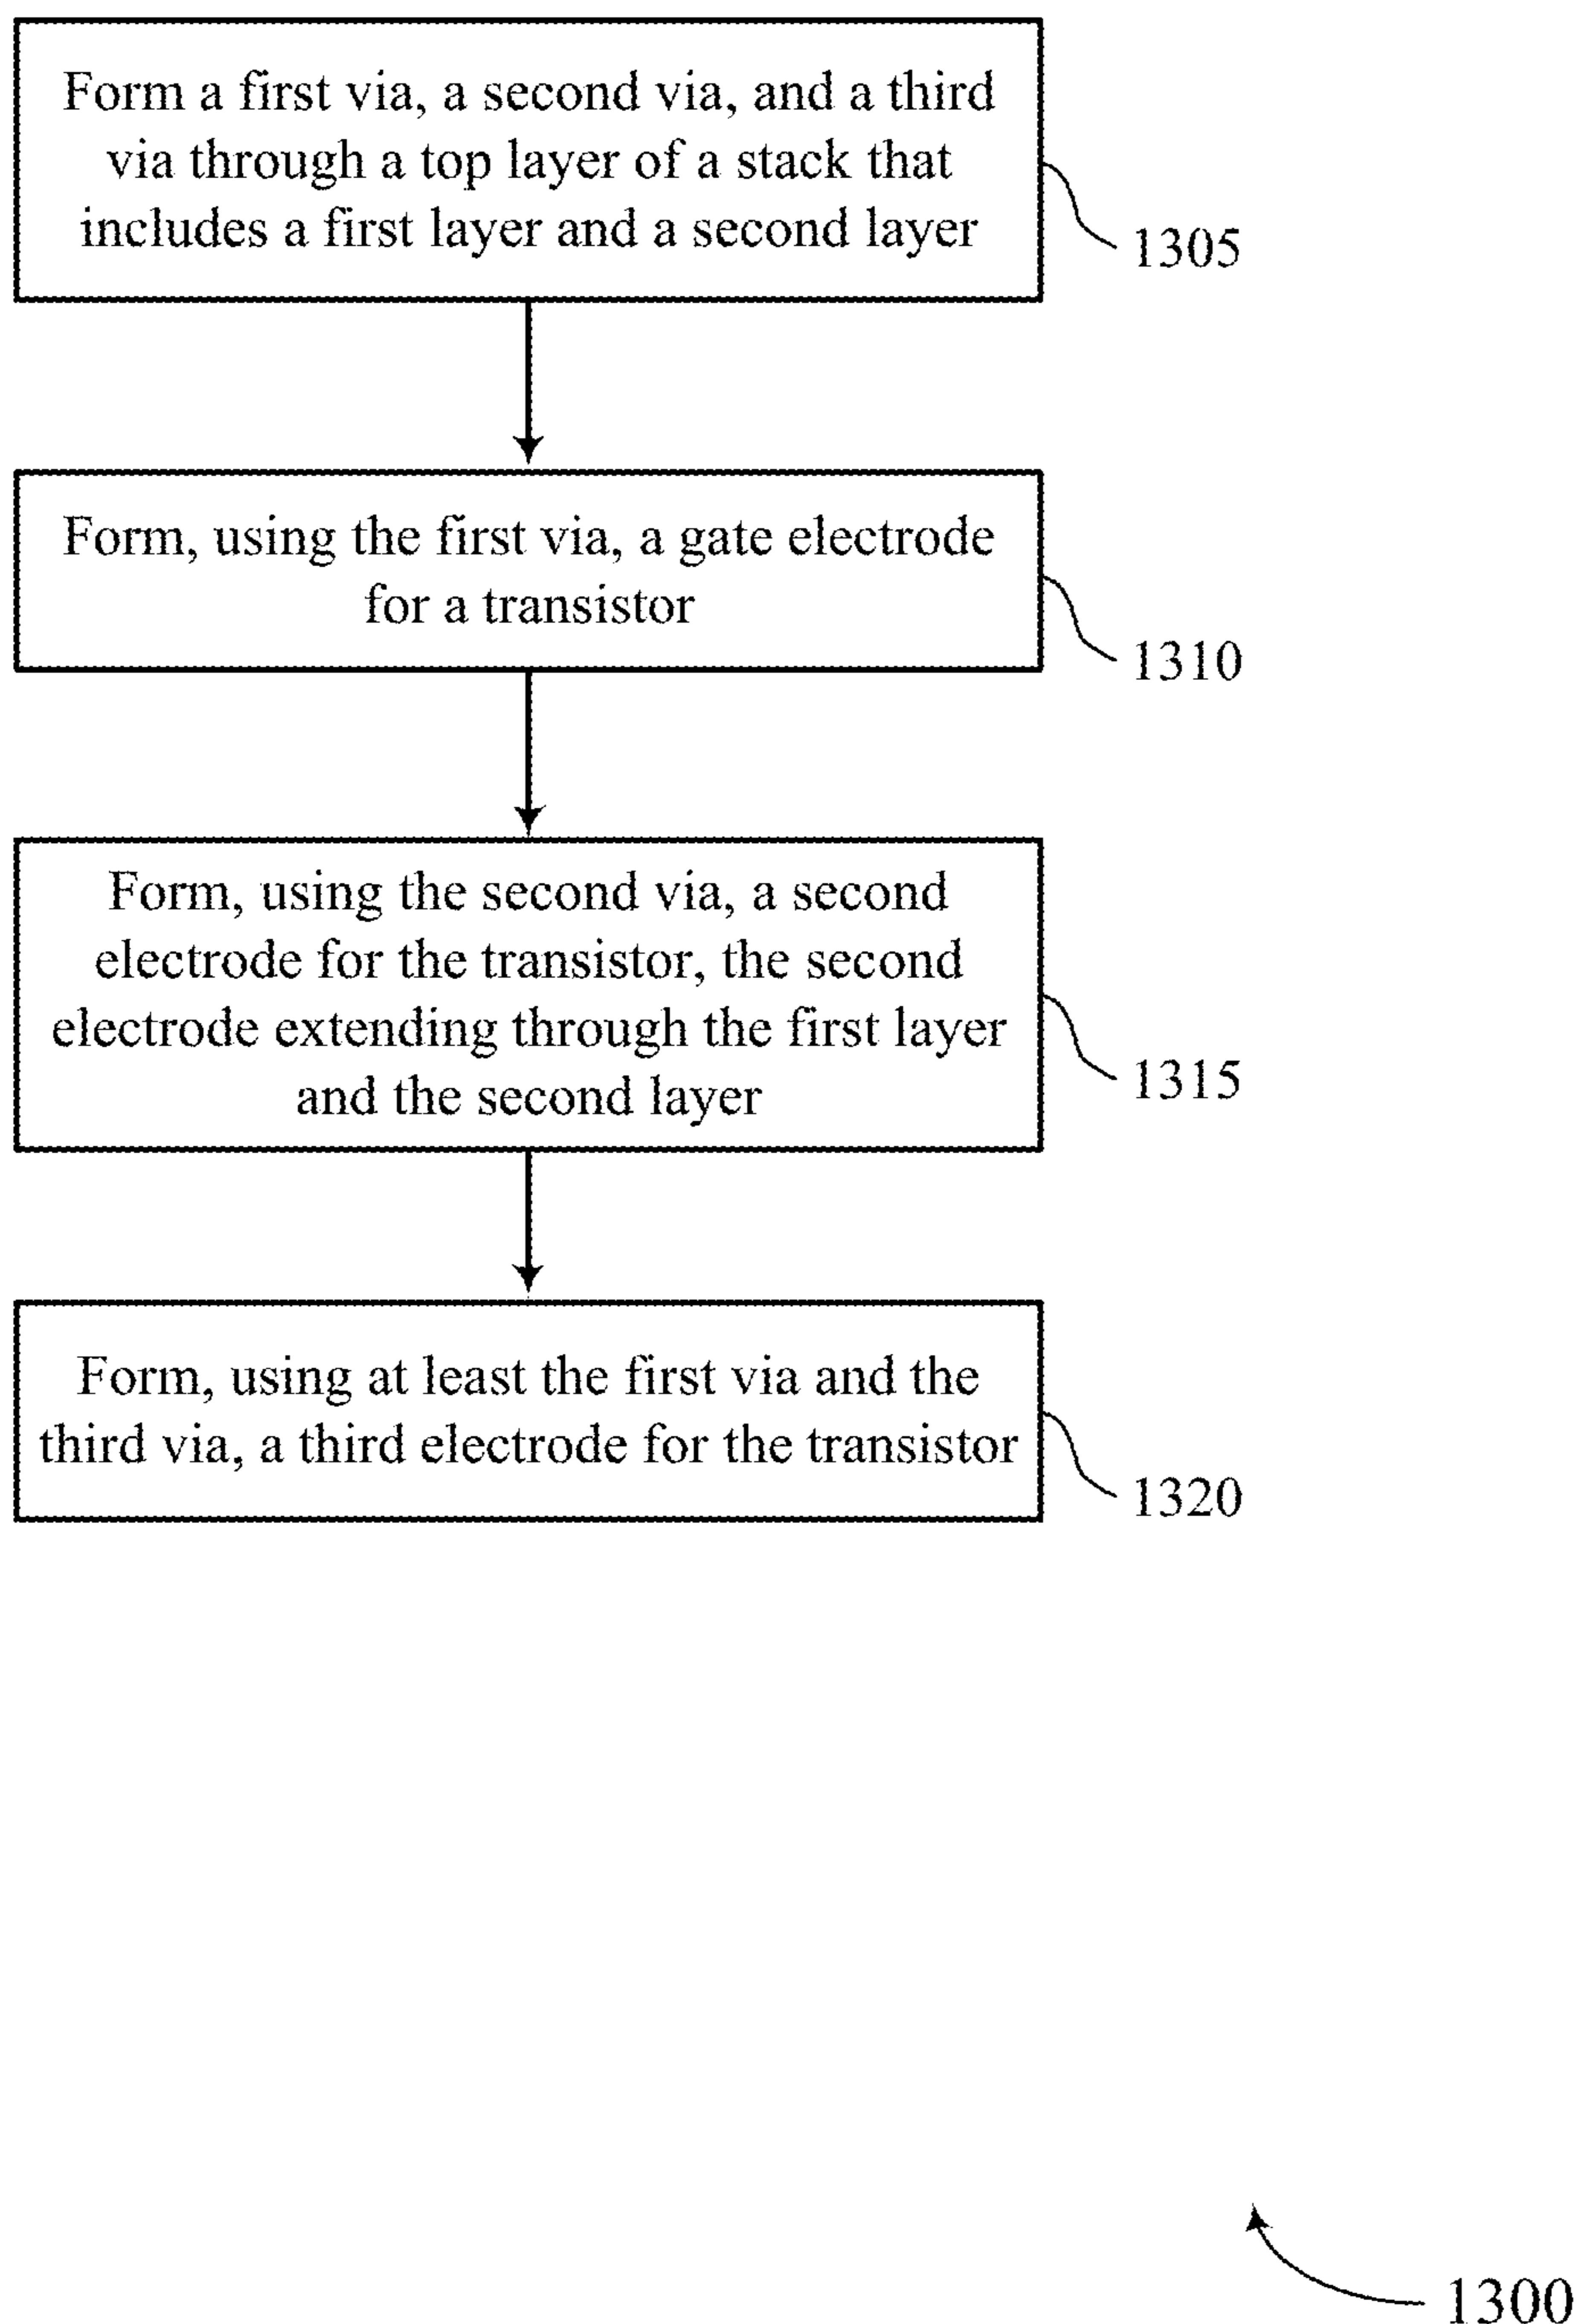 Form a first via, a second via, and a third
via through a top layer of a stack that
includes a first layer and a second layer
1305
Form, using the first via, a gate electrode
for a transistor
1310
Form, using the second via, a second
electrode for the transistor, the second
electrode extending through the first layer
and the second layer
1315
Form, using at least the first via and the
third via, a third electrode for the transistor
1320
1300